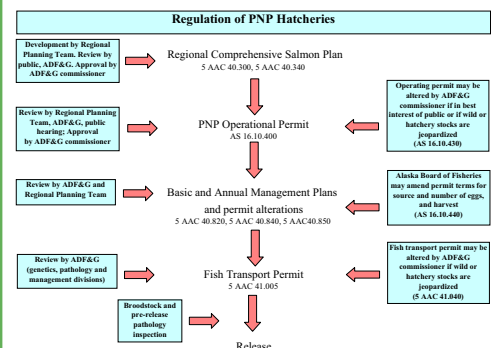 Regulation of PNP Hatcheries
Development by Regional
Planning Team. Review by
public, ADF&G. Approval by
ADF&G commissioner
Regional Comprehensive Salmon Plan
5 AAC 40.300, 5 AAC 40.340
Review by Regional Planning
Team, ADF&G, public
hearing; Approval
by ADF&G commissioner
PNP Operational Permit
AS 16.10.400
Operating permit may be
altered by ADF&G
commissioner if in best
interest of public or if wild or
hatchery stocks are
jeopardized
(AS 16.10.430)
Review by ADF&G and
Regional Planning Team
Basic and Annual Management Plans
and permit alterations
5 AAC 40.820, 5 AAC 40.840, 5 AAC40.850
Alaska Board of Fisheries
may amend permit terms for
source and number of eggs,
and harvest
(AS 16.10.440)
Review by ADF&G
(genetics, pathology and
management divisions)
Fish Transport Permit
5 AAC 41.005
Fish transport permit may be
altered by ADF&G
commissioner if wild or
hatchery stocks are
jeopardized
(5 AAC 41.040)
Broodstock and
pre-release
pathology
inspection
Release